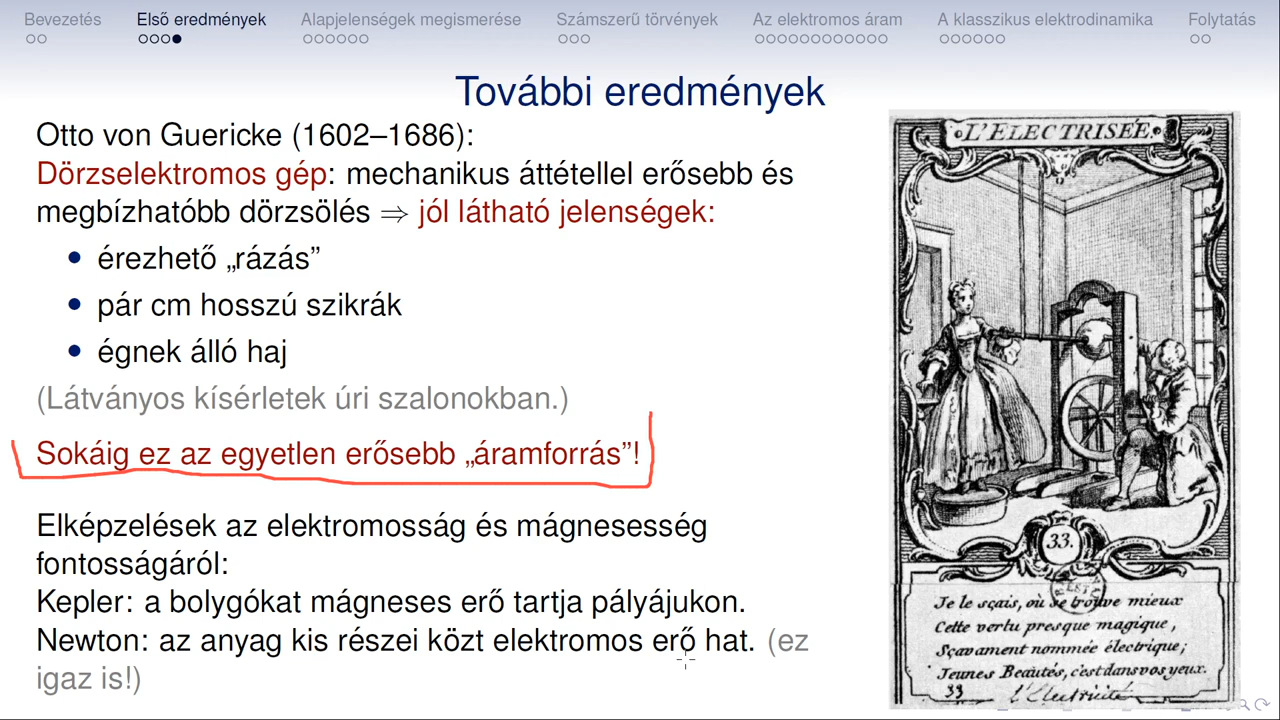 Bevezetés Első eredmények Alapjelenségek megismerése Számszerű törvények Az elektromos áram A klasszikus elektrodinamika Folytatás
További eredmények
Otto von Guericke (1602–1686):
Dörzselektromos gép: mechanikus áttétellel erősebb és
megbízhatóbb dörzsölés ⇒ jól látható jelenségek:
• érezhető „rázás”
• pár cm hosszú szikrák
• égnek álló haj
(Látványos kísérletek úri szalonokban.)
Sokáig ez az egyetlen erősebb „áramforrás”!
Elképzelések az elektromosság és mágnesesség
fontosságáról:
Kepler: a bolygókat mágneses erő tartja pályájukon.
Newton: az anyag kis részei közt elektromos erő hat. (ez
igaz is!)
L'ELECTRISÉE.
33.
Je le sçais, où se trouve mieux
Cette vertu presque magique,
Sçavament nommée électrique;
Jeunes Beautés, c'est dans vos yeux.
33 l'Electricité